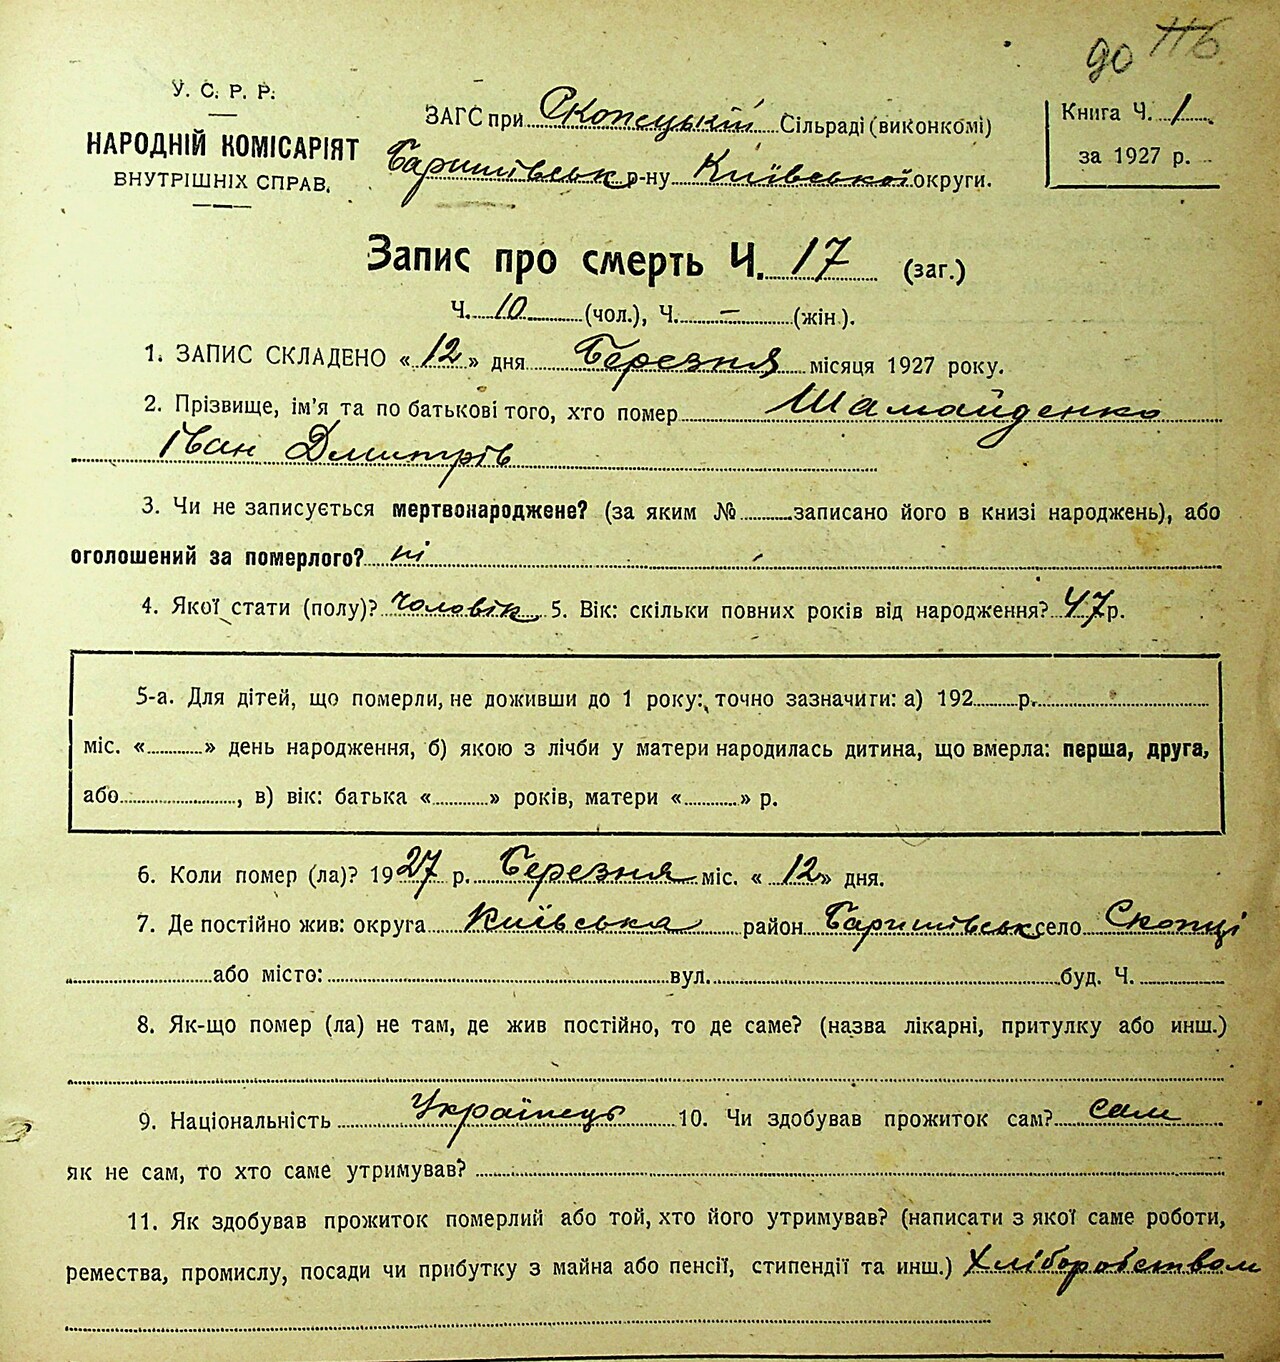 до 116
У. С. Р. Р.
НАРОДНІЙ КОМІСАРІЯТ
ВНУТРІШНІХ СПРАВ.
ЗАГС при Скопецькій Сільраді (виконкомі)
Баришівськ р-ну Київської округи.
Книга Ч. 1
за 1927 р.
Запис про смерть Ч. 17 (заг.)
Ч. 10 (чол.), Ч. — (жін).
1. ЗАПИС СКЛАДЕНО «12» дня Березня місяця 1927 року.
2. Прізвище, ім'я та по батькові того, хто помер Шамайденко
Іван Дмитрів
3. Чи не записується мертвонароджене? (за яким № записано його в книзі народжень), або
оголошений за померлого? ні
4. Якої стати (полу)? Чоловік 5. Вік: скільки повних років від народження? 47 р.
5-а. Для дітей, що померли, не доживши до 1 року: точно зазначити: а) 192 р.
міс. « » день народження, б) якою з лічби у матери народилась дитина, що вмерла: перша, друга,
або , в) вік: батька « » років, матери « » р.
6. Коли помер (ла)? 1927 р. Березня міс. «12» дня.
7. Де постійно жив: округа Київська район Баришівськ село Скопці
або місто: вул. буд. Ч.
8. Як-що помер (ла) не там, де жив постійно, то де саме? (назва лікарні, притулку або инш.)
9. Національність Українець 10. Чи здобував прожиток сам? сам
як не сам, то хто саме утримував?
11. Як здобував прожиток померлий або той, хто його утримував? (написати з якої саме роботи,
ремества, промислу, посади чи прибутку з майна або пенсії, стипендії та инш.) Хліборобством